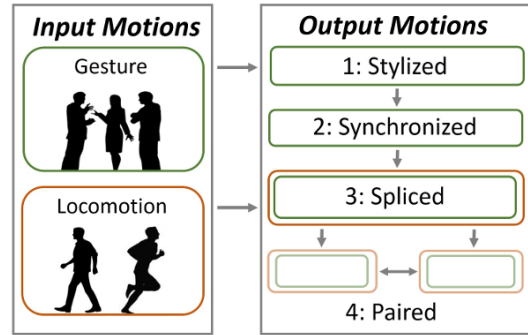 Input Motions
Gesture
Locomotion
Output Motions
1: Stylized
2: Synchronized
3: Spliced
4: Paired